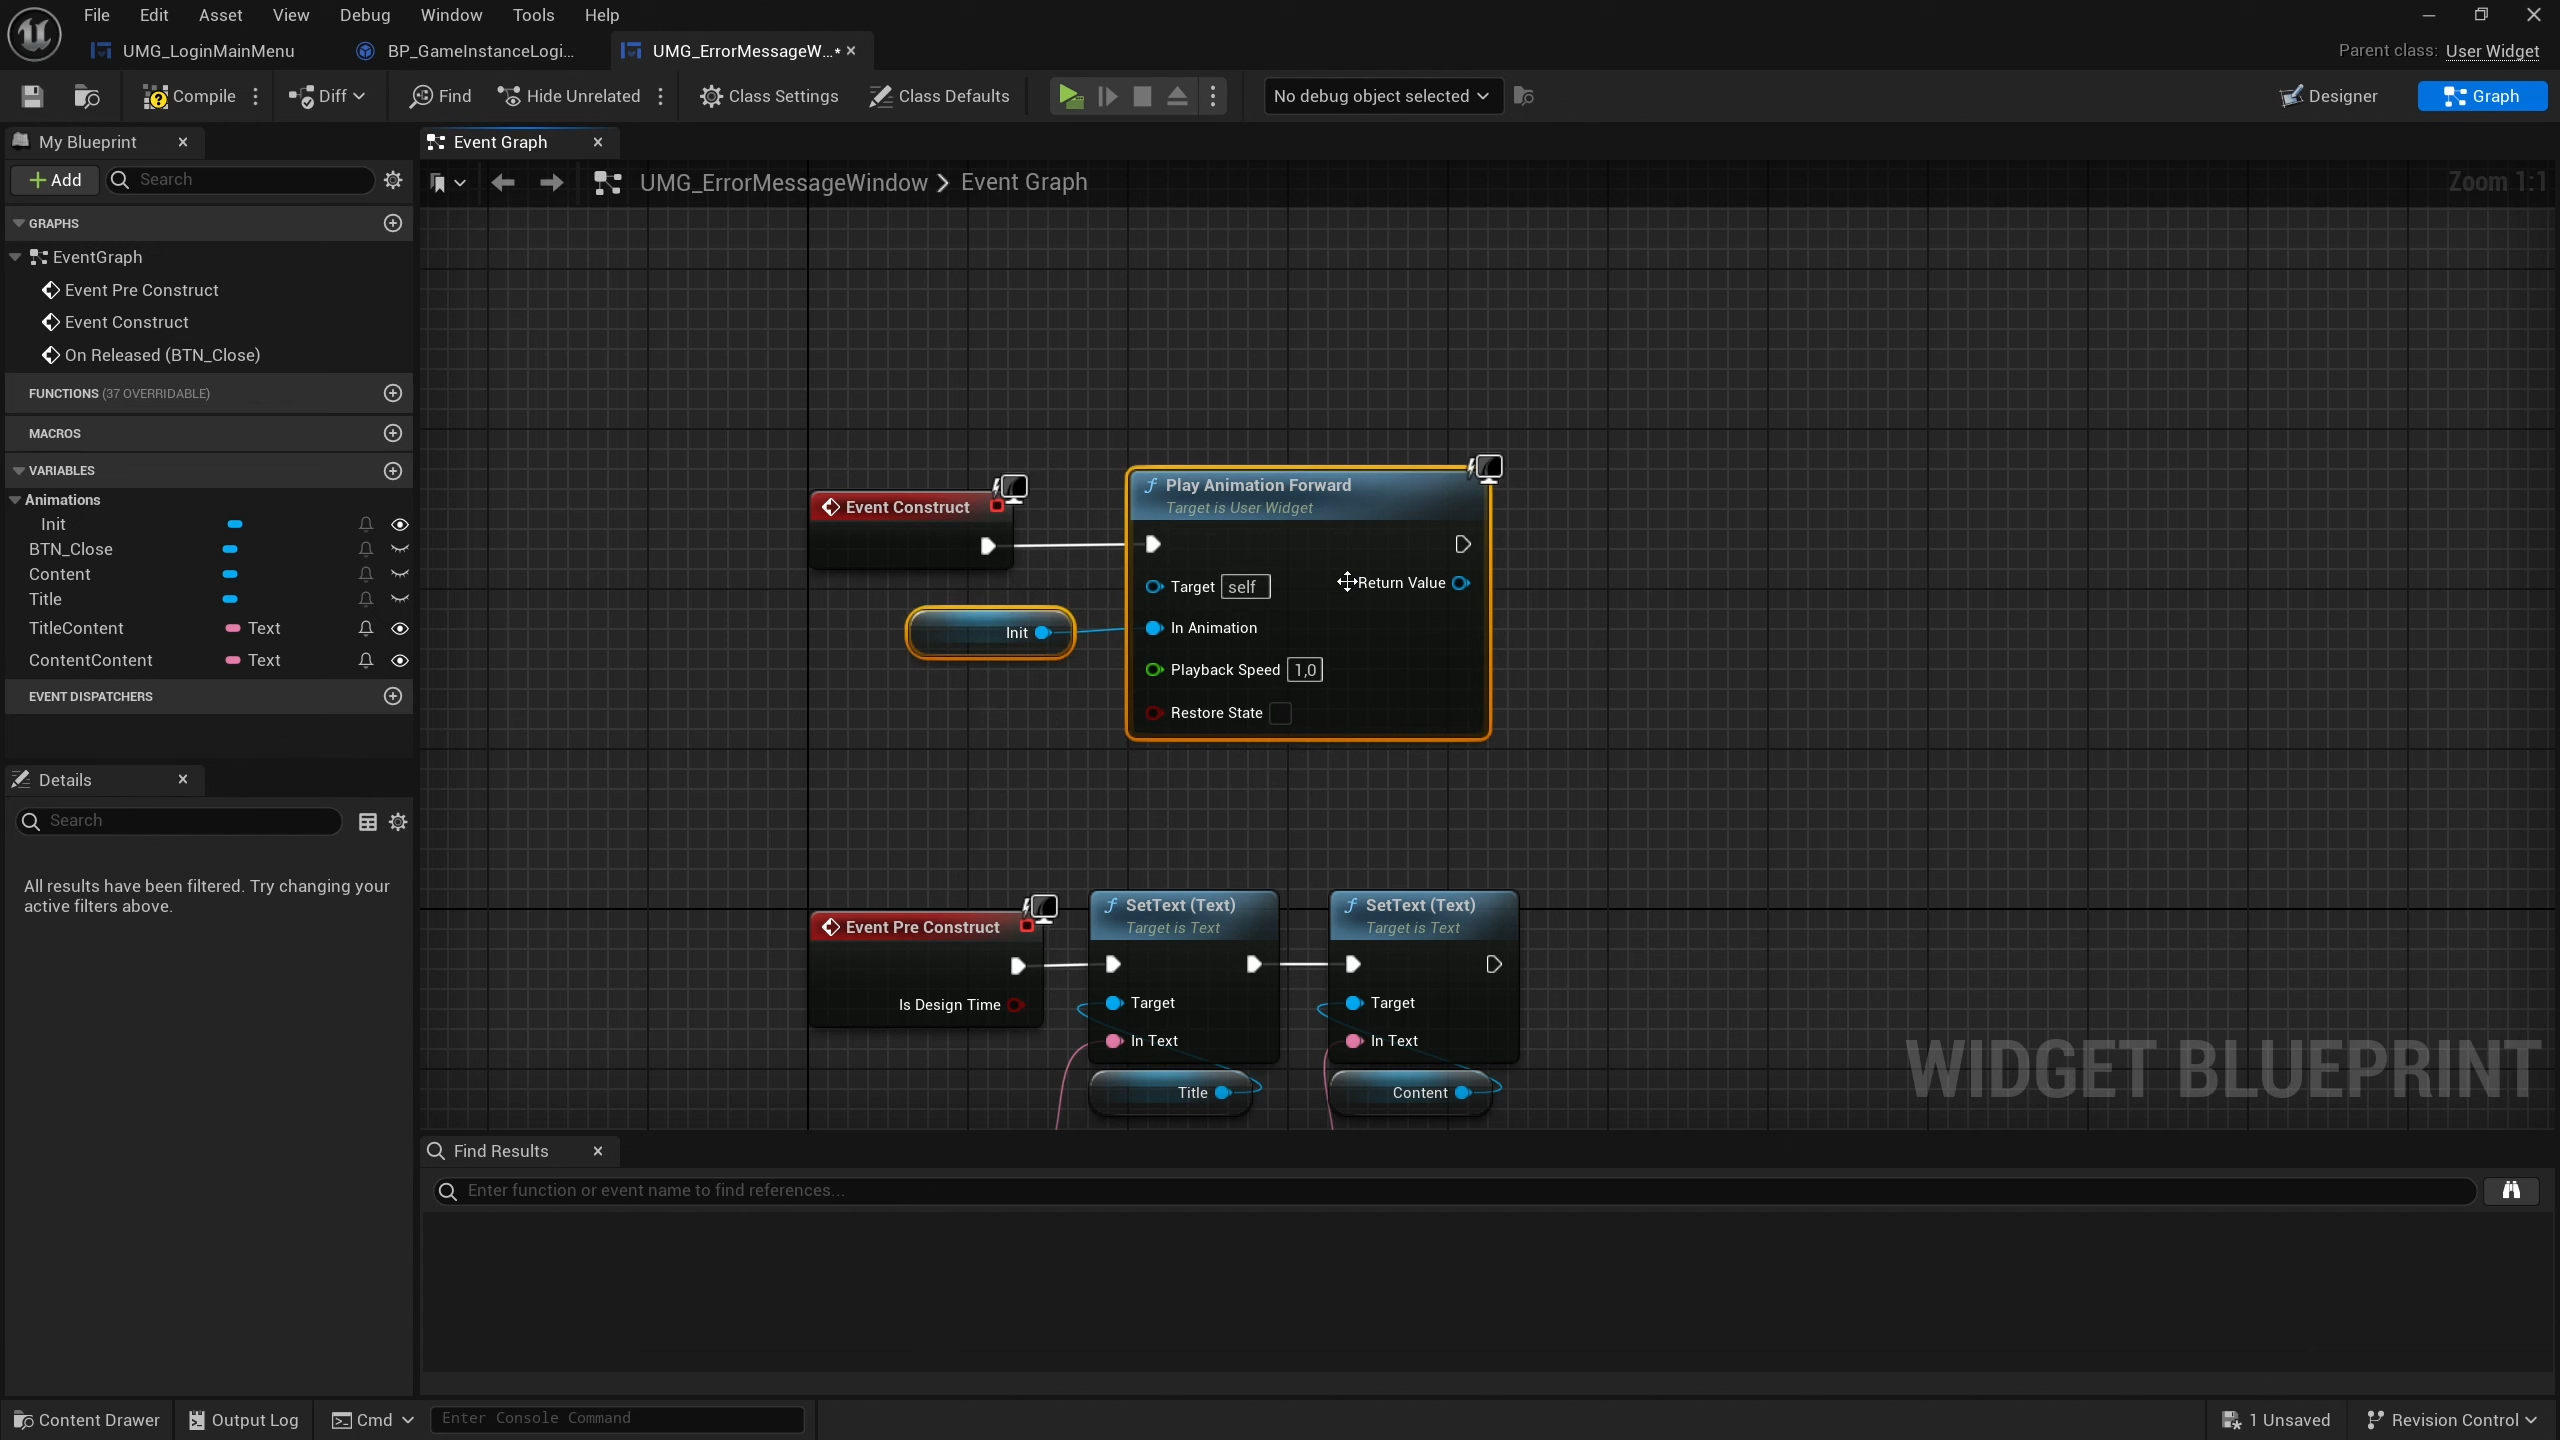 File Edit Asset View Debug Window Tools Help
UMG_LoginMainMenu BP_GameInstanceLogi... UMG_ErrorMessageW...* Parent class: User Widget
Compile Diff Find Hide Unrelated Class Settings Class Defaults No debug object selected Designer Graph
My Blueprint Event Graph
Add Search UMG_ErrorMessageWindow > Event Graph Zoom 1:1
GRAPHS
EventGraph
Event Pre Construct
Event Construct
On Released (BTN_Close)
FUNCTIONS (37 OVERRIDABLE)
MACROS
VARIABLES
Animations
Init
BTN_Close
Content
Title
TitleContent Text
ContentContent Text
EVENT DISPATCHERS
Details
Search
All results have been filtered. Try changing your
active filters above.
Event Construct
Init
Play Animation Forward
Target is User Widget
Target self Return Value
In Animation
Playback Speed 1,0
Restore State
Event Pre Construct
Is Design Time
SetText (Text)
Target is Text
Target
In Text
Title
SetText (Text)
Target is Text
Target
In Text
Content
WIDGET BLUEPRINT
Find Results
Enter function or event name to find references...
Content Drawer Output Log Cmd Enter Console Command 1 Unsaved Revision Control